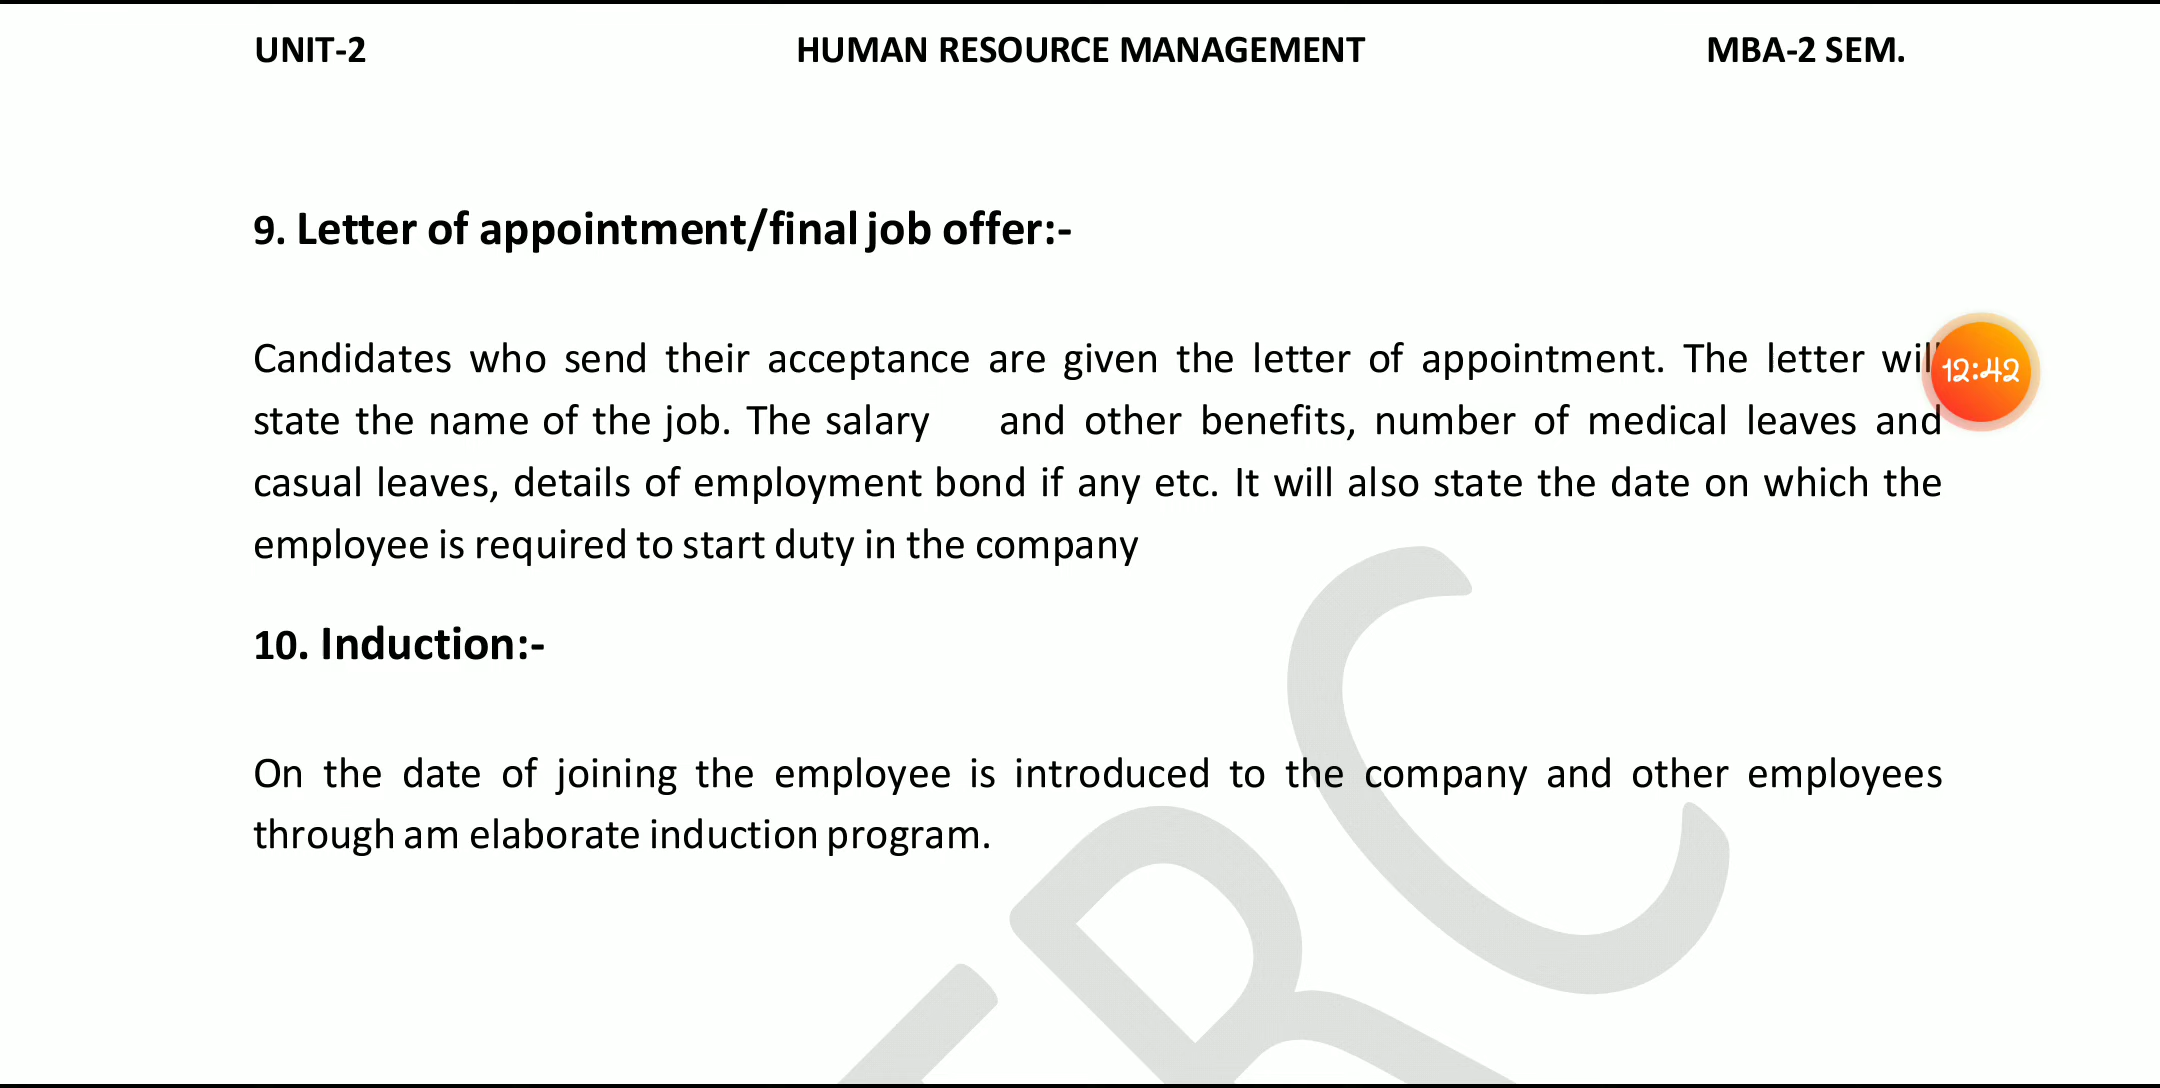 UNIT-2 HUMAN RESOURCE MANAGEMENT MBA-2 SEM.
9. Letter of appointment/final job offer:-
Candidates who send their acceptance are given the letter of appointment. The letter will
12:42
state the name of the job. The salary and other benefits, number of medical leaves and
casual leaves, details of employment bond if any etc. It will also state the date on which the
employee is required to start duty in the company
10. Induction:-
On the date of joining the employee is introduced to the company and other employees
through am elaborate induction program.